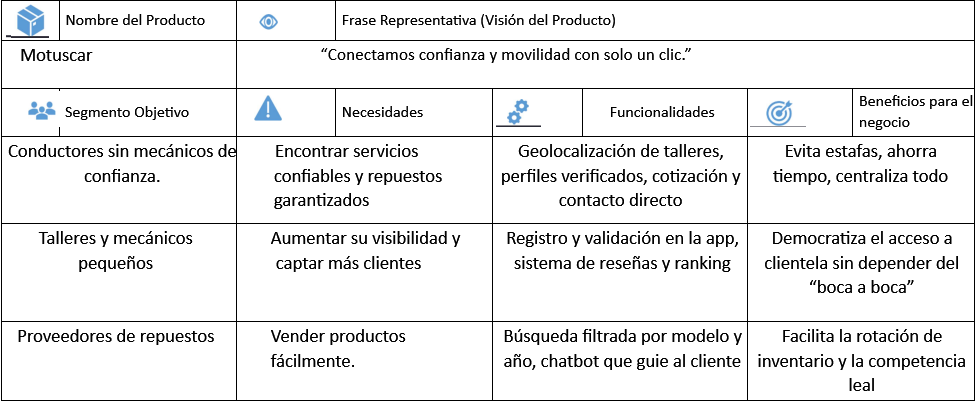 Nombre del Producto
Frase Representativa (Visión del Producto)
Motuscar
“Conectamos confianza y movilidad con solo un clic.”
Segmento Objetivo
Necesidades
Funcionalidades
Beneficios para el
negocio
Conductores sin mecánicos de
confianza.
Encontrar servicios
confiables y repuestos
garantizados
Geolocalización de talleres,
perfiles verificados, cotización y
contacto directo
Evita estafas, ahorra
tiempo, centraliza todo
Talleres y mecánicos
pequeños
Aumentar su visibilidad y
captar más clientes
Registro y validación en la app,
sistema de reseñas y ranking
Democratiza el acceso a
clientela sin depender del
“boca a boca”
Proveedores de repuestos
Vender productos
fácilmente.
Búsqueda filtrada por modelo y
año, chatbot que guie al cliente
Facilita la rotación de
inventario y la competencia
leal